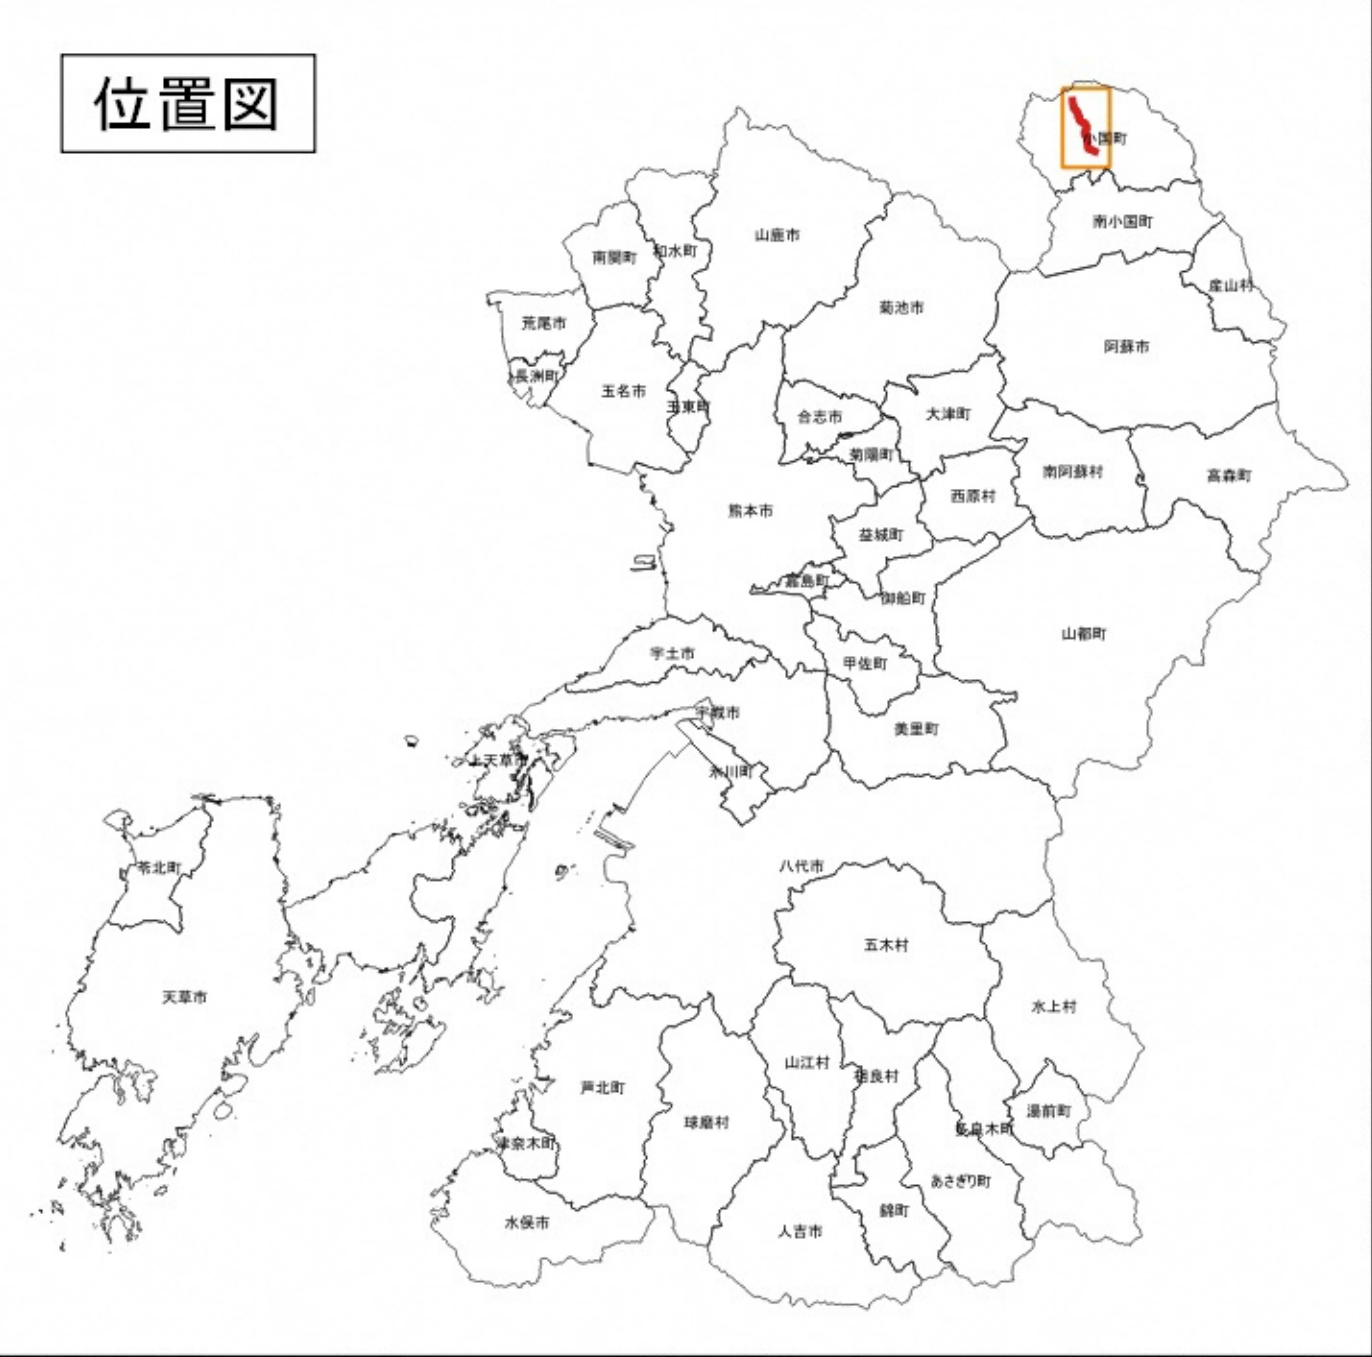 位置図
小国町
南小国町
山鹿市
和水町
南関町
産山村
菊池市
荒尾市
阿蘇市
長洲町
玉名市
玉東町
合志市
大津町
菊陽町
南阿蘇村
高森町
西原村
熊本市
益城町
嘉島町
御船町
山都町
宇土市
甲佐町
宇城市
美里町
上天草市
氷川町
八代市
苓北町
五木村
天草市
水上村
山江村
相良村
芦北町
湯前町
球磨村
多良木町
津奈木町
あさぎり町
錦町
水俣市
人吉市